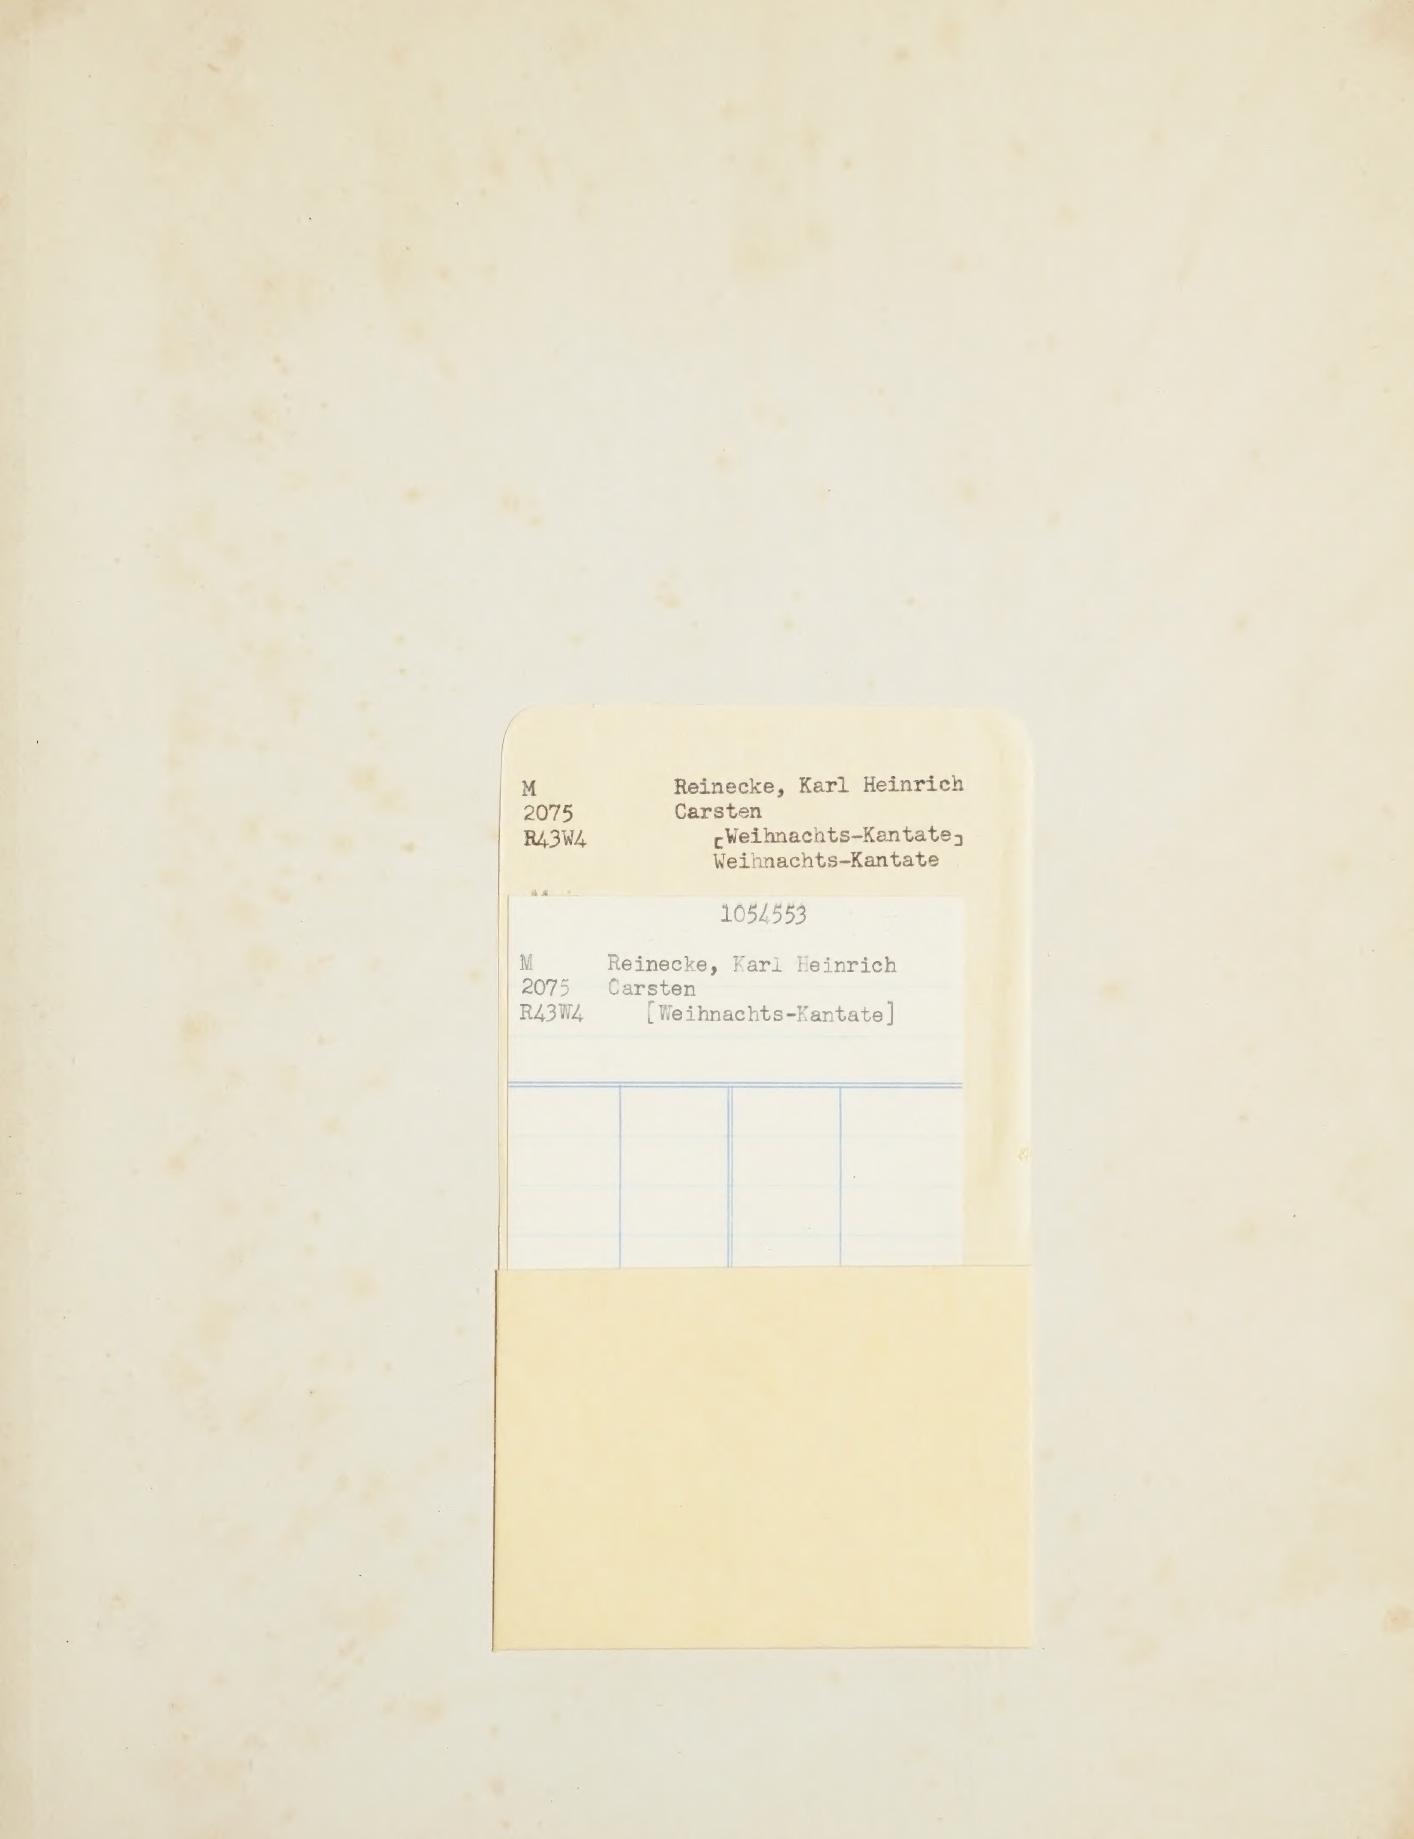 M Reinecke, Karl Heinrich
2075 Carsten
R43W4 [Weihnachts-Kantate]
Weihnachts-Kantate
1054553
M Reinecke, Karl Heinrich
2075 Carsten
R43W4 [Weihnachts-Kantate]